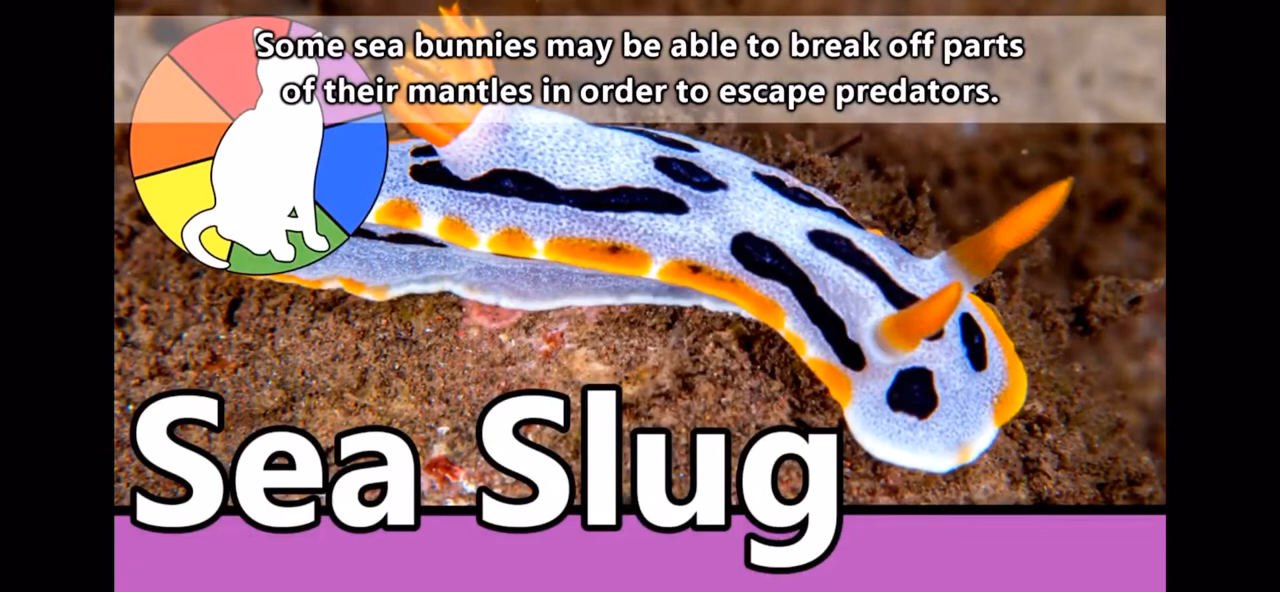 Some sea bunnies may be able to break off parts
of their mantles in order to escape predators.
Sea Slug